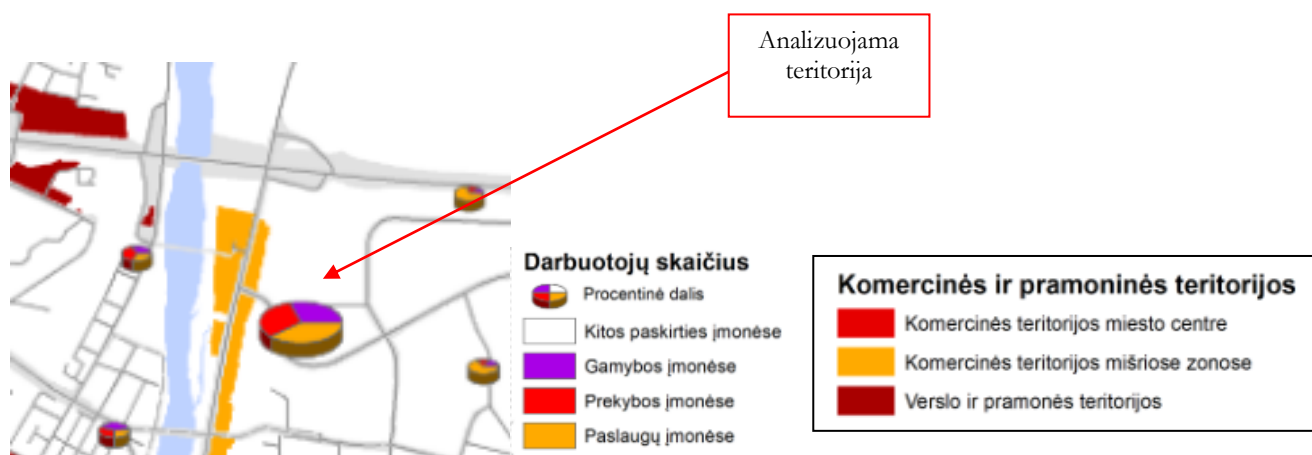 Analizuojama
teritorija
Darbuotojų skaičius
Procentinė dalis
Kitos paskirties įmonėse
Gamybos įmonėse
Prekybos įmonėse
Paslaugų įmonėse
Komercinės ir pramoninės teritorijos
Komercinės teritorijos miesto centre
Komercinės teritorijos mišriose zonose
Verslo ir pramonės teritorijos